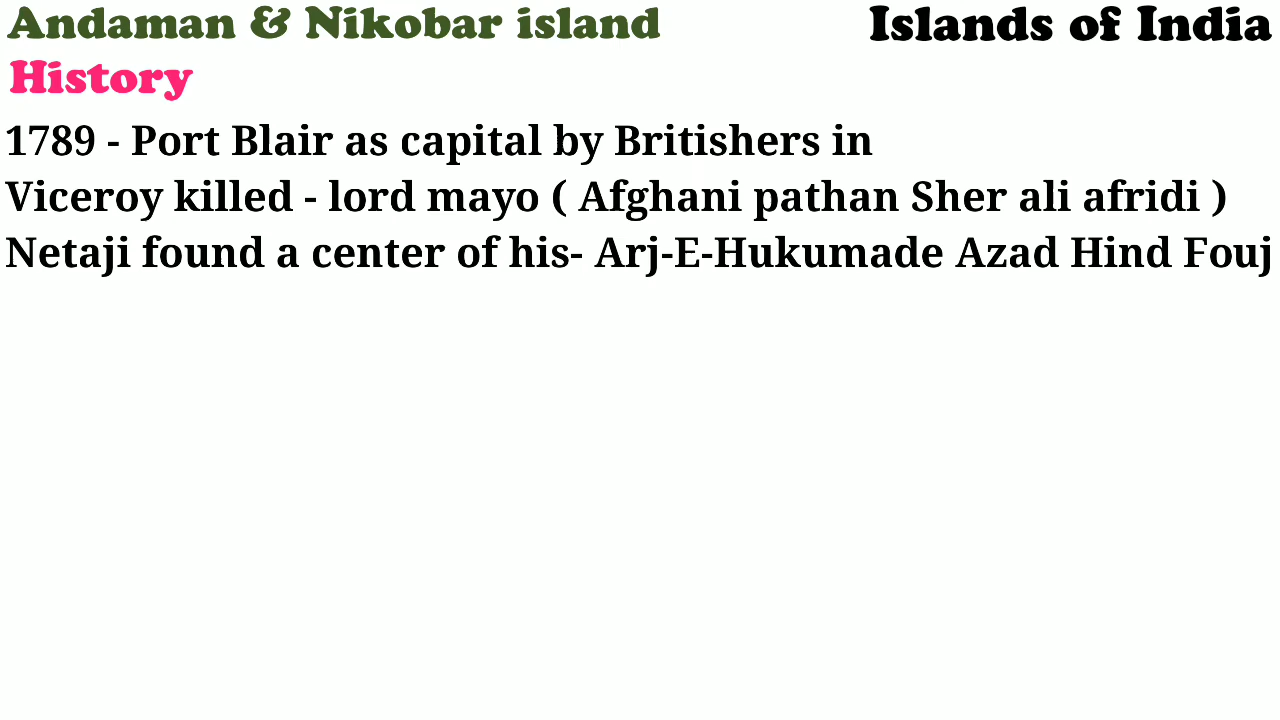 Andaman & Nikobar island
Islands of India
History
1789 - Port Blair as capital by Britishers in
Viceroy killed - lord mayo ( Afghani pathan Sher ali afridi )
Netaji found a center of his- Arj-E-Hukumade Azad Hind Fouj